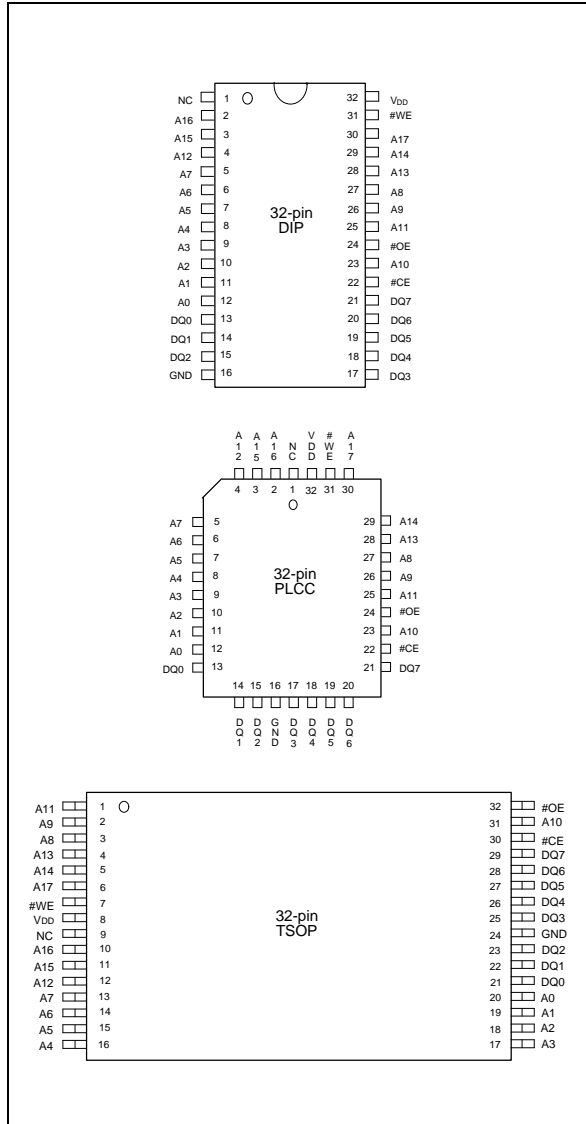 NC 1 32 VDD
A16 2 31 #WE
A15 3 30 A17
A12 4 29 A14
A7 5 28 A13
A6 6 27 A8
A5 7 26 A9
A4 8 25 A11
A3 9 24 #OE
A2 10 23 A10
A1 11 22 #CE
A0 12 21 DQ7
DQ0 13 20 DQ6
DQ1 14 19 DQ5
DQ2 15 18 DQ4
GND 16 17 DQ3
32-pin
DIP
A12 A15 A16 NC VDD #WE A17
4 3 2 1 32 31 30
A7 5 29 A14
A6 6 28 A13
A5 7 27 A8
A4 8 26 A9
A3 9 25 A11
A2 10 24 #OE
A1 11 23 A10
A0 12 22 #CE
DQ0 13 21 DQ7
32-pin
PLCC
14 15 16 17 18 19 20
DQ1 DQ2 GND DQ3 DQ4 DQ5 DQ6
A11 1 32 #OE
A9 2 31 A10
A8 3 30 #CE
A13 4 29 DQ7
A14 5 28 DQ6
A17 6 27 DQ5
#WE 7 26 DQ4
VDD 8 25 DQ3
NC 9 24 GND
A16 10 23 DQ2
A15 11 22 DQ1
A12 12 21 DQ0
A7 13 20 A0
A6 14 19 A1
A5 15 18 A2
A4 16 17 A3
32-pin
TSOP